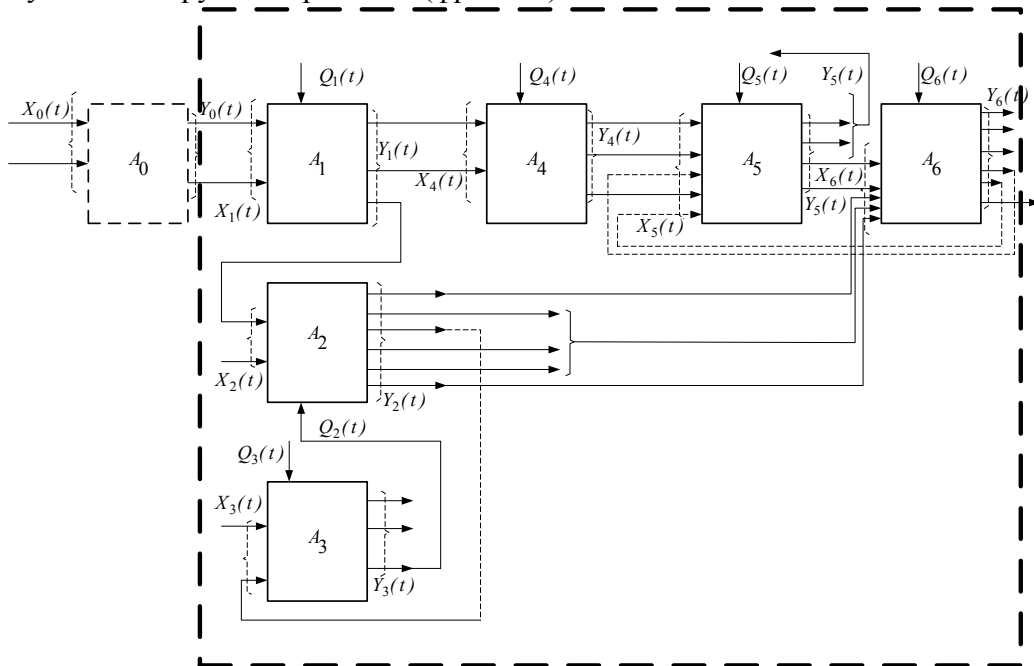 Q₁(t)
Q₄(t)
Q₅(t)
Y₅(t)
Q₆(t)
Y₆(t)
X₀(t)
Y₀(t)
A₀
A₁
Y₁(t)
X₄(t)
A₄
Y₄(t)
A₅
X₆(t)
A₆
X₁(t)
X₅(t)
Y₅(t)
A₂
X₂(t)
Y₂(t)
Q₂(t)
Q₃(t)
X₃(t)
A₃
Y₃(t)